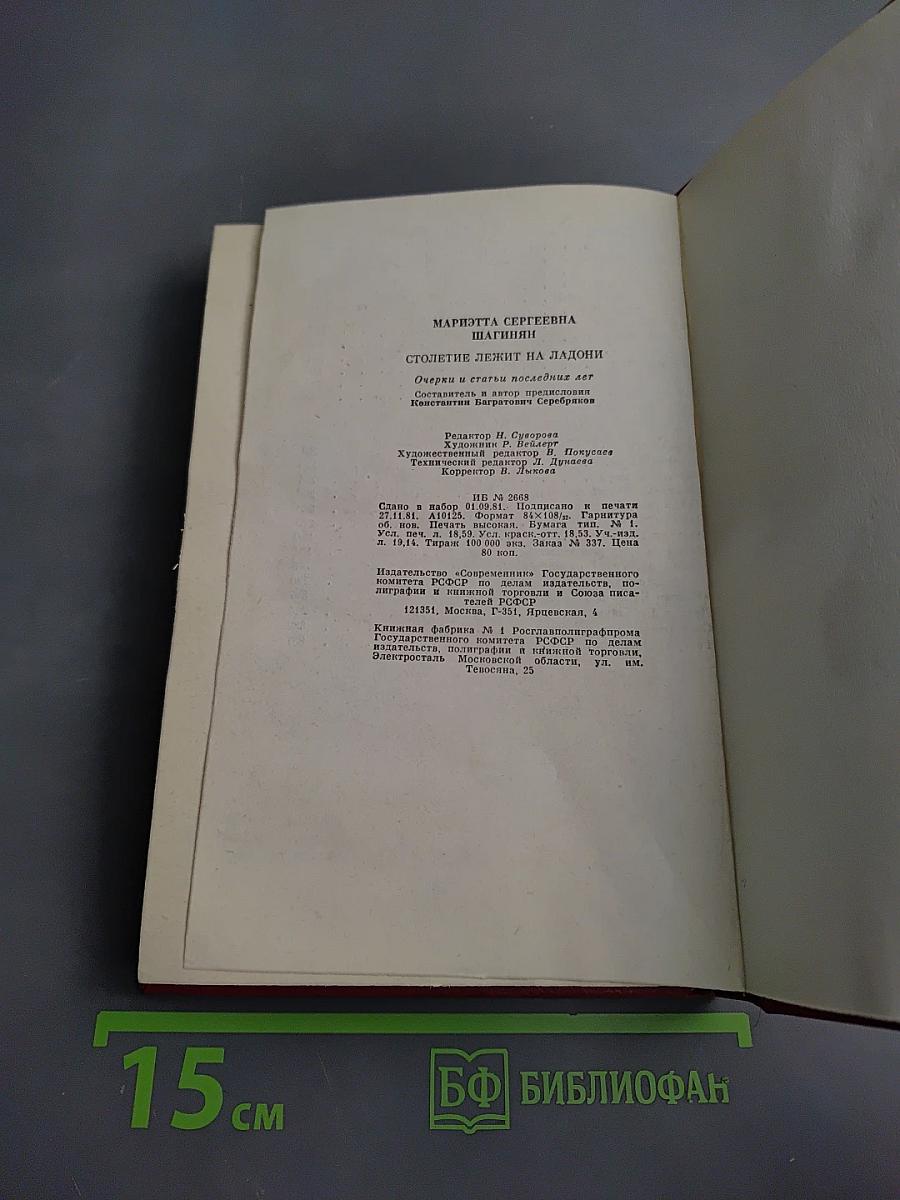 МАРИЭТТА СЕРГЕЕВНА
ШАГИНЯН
СТОЛЕТИЕ ЛЕЖИТ НА ЛАДОНИ
Очерки и статьи последних лет
Составитель и автор предисловия
Константин Багратович Серебряков
Редактор Н. Суворова
Художник Р. Вейлерт
Художественный редактор В. Покусаев
Технический редактор Л. Дунаева
Корректор В. Лыкова
ИБ № 2668
Сдано в набор 01.09.81. Подписано к печати
27.11.81. А10125. Формат 84×108/32. Гарнитура
об. нов. Печать высокая. Бумага тип. № 1.
Усл. печ. л. 18,59. Усл. краск.-отт. 18,53. Уч.-изд.
л. 19,14. Тираж 100 000 экз. Заказ № 337. Цена
80 коп.
Издательство «Современник» Государственного
комитета РСФСР по делам издательств, по-
лиграфии и книжной торговли и Союза писа-
телей РСФСР
121351, Москва, Г-351, Ярцевская, 4
Книжная фабрика № 1 Росглавполиграфпрома
Государственного комитета РСФСР по делам
издательств, полиграфии и книжной торговли,
Электросталь Московской области, ул. им.
Тевосяна, 25
15 см
БФ БИБЛИОФАН